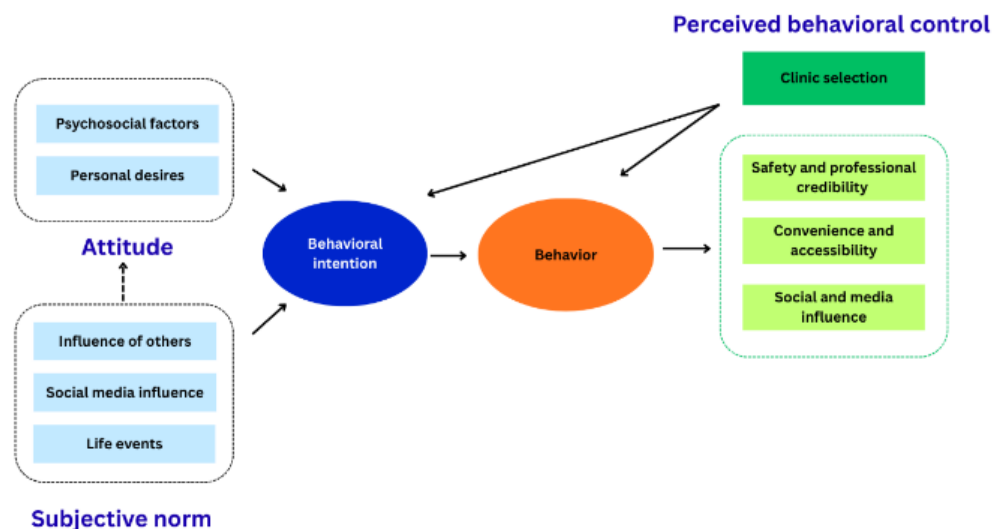 Perceived behavioral control
Clinic selection
Psychosocial factors
Personal desires
Attitude
Influence of others
Social media influence
Life events
Subjective norm
Behavioral
intention
Behavior
Safety and professional
credibility
Convenience and
accessibility
Social and media
influence